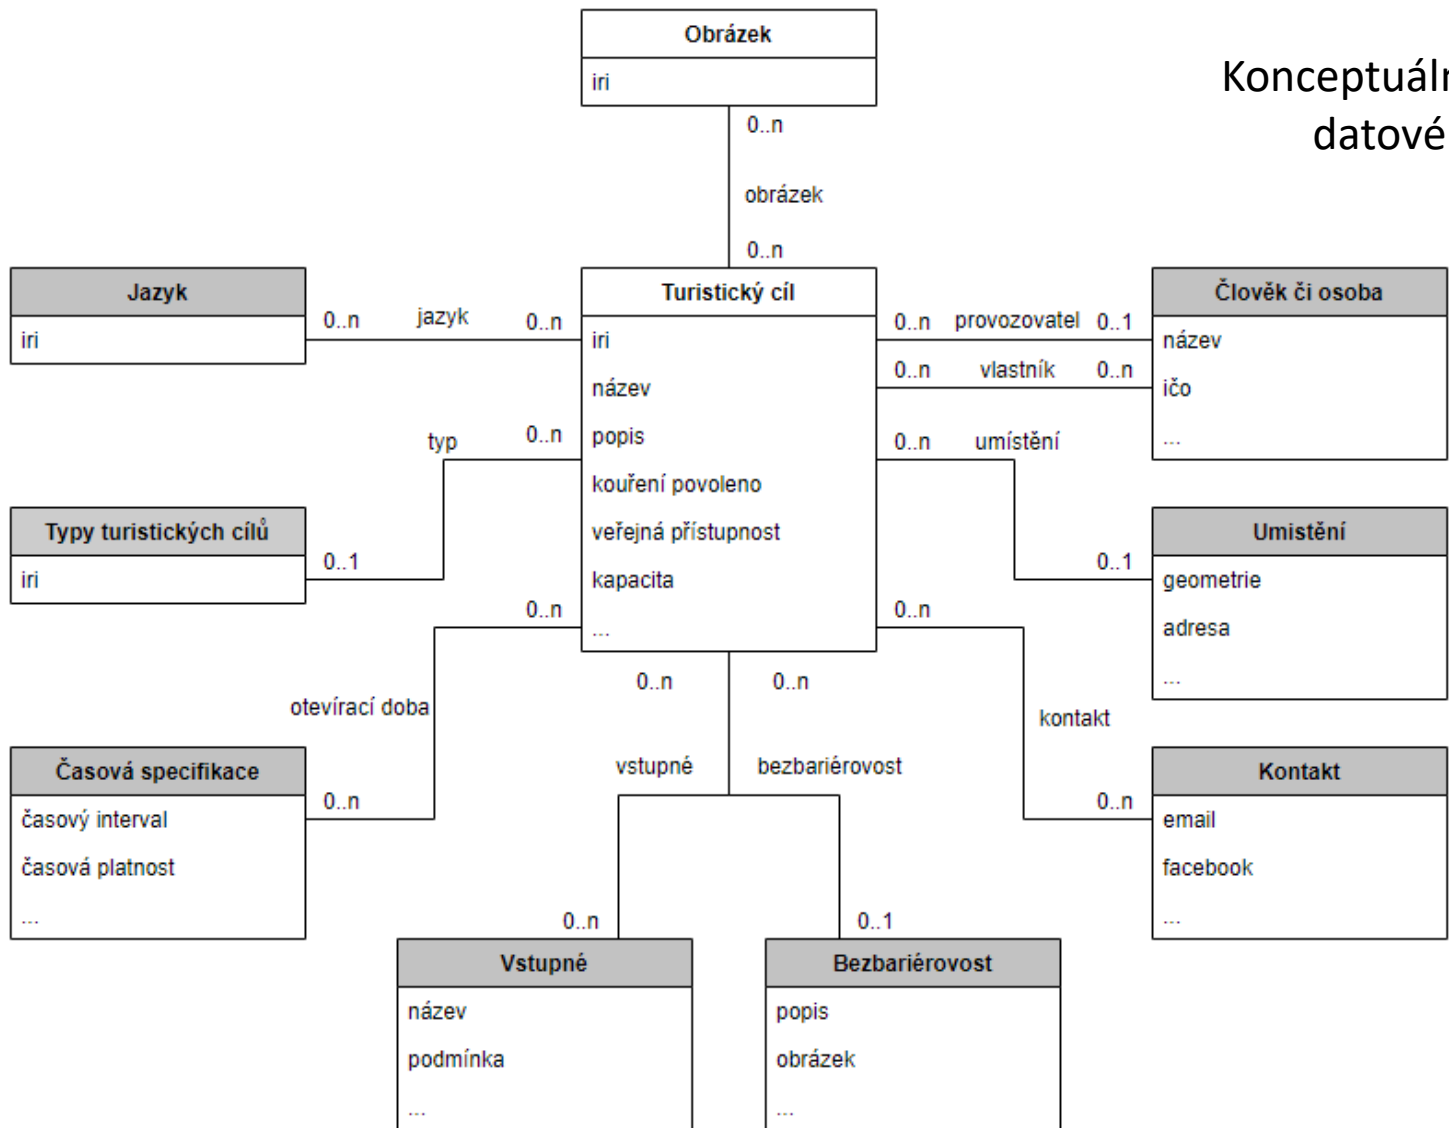 Obrázek
iri
Konceptuáln
datové
0..n
obrázek
0..n
Jazyk
iri
0..n jazyk 0..n
Turistický cíl
iri
název
popis
kouření povoleno
veřejná přístupnost
kapacita
...
0..n provozovatel 0..1
0..n vlastník 0..n
Člověk či osoba
název
ičo
...
typ 0..n
0..1
Typy turistických cílů
iri
0..n umístění
0..1
Umistění
geometrie
adresa
...
0..n
otevírací doba
0..n
Časová specifikace
časový interval
časová platnost
...
0..n
kontakt
0..n
Kontakt
email
facebook
...
0..n 0..n
vstupné bezbariérovost
0..n 0..1
Vstupné
název
podmínka
...
Bezbariérovost
popis
obrázek
...